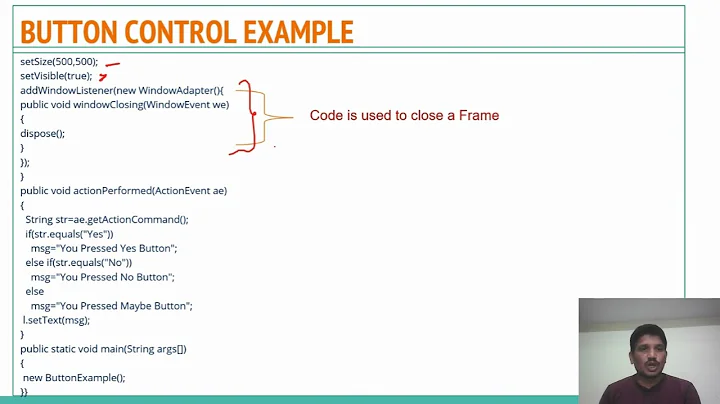 BUTTON CONTROL EXAMPLE
setSize(500,500);
setVisible(true);
addWindowListener(new WindowAdapter(){
public void windowClosing(WindowEvent we)
{
dispose();
}
});
}
public void actionPerformed(ActionEvent ae)
{
String str=ae.getActionCommand();
if(str.equals("Yes"))
msg="You Pressed Yes Button";
else if(str.equals("No"))
msg="You Pressed No Button";
else
msg="You Pressed Maybe Button";
l.setText(msg);
}
public static void main(String args[])
{
new ButtonExample();
}}
Code is used to close a Frame